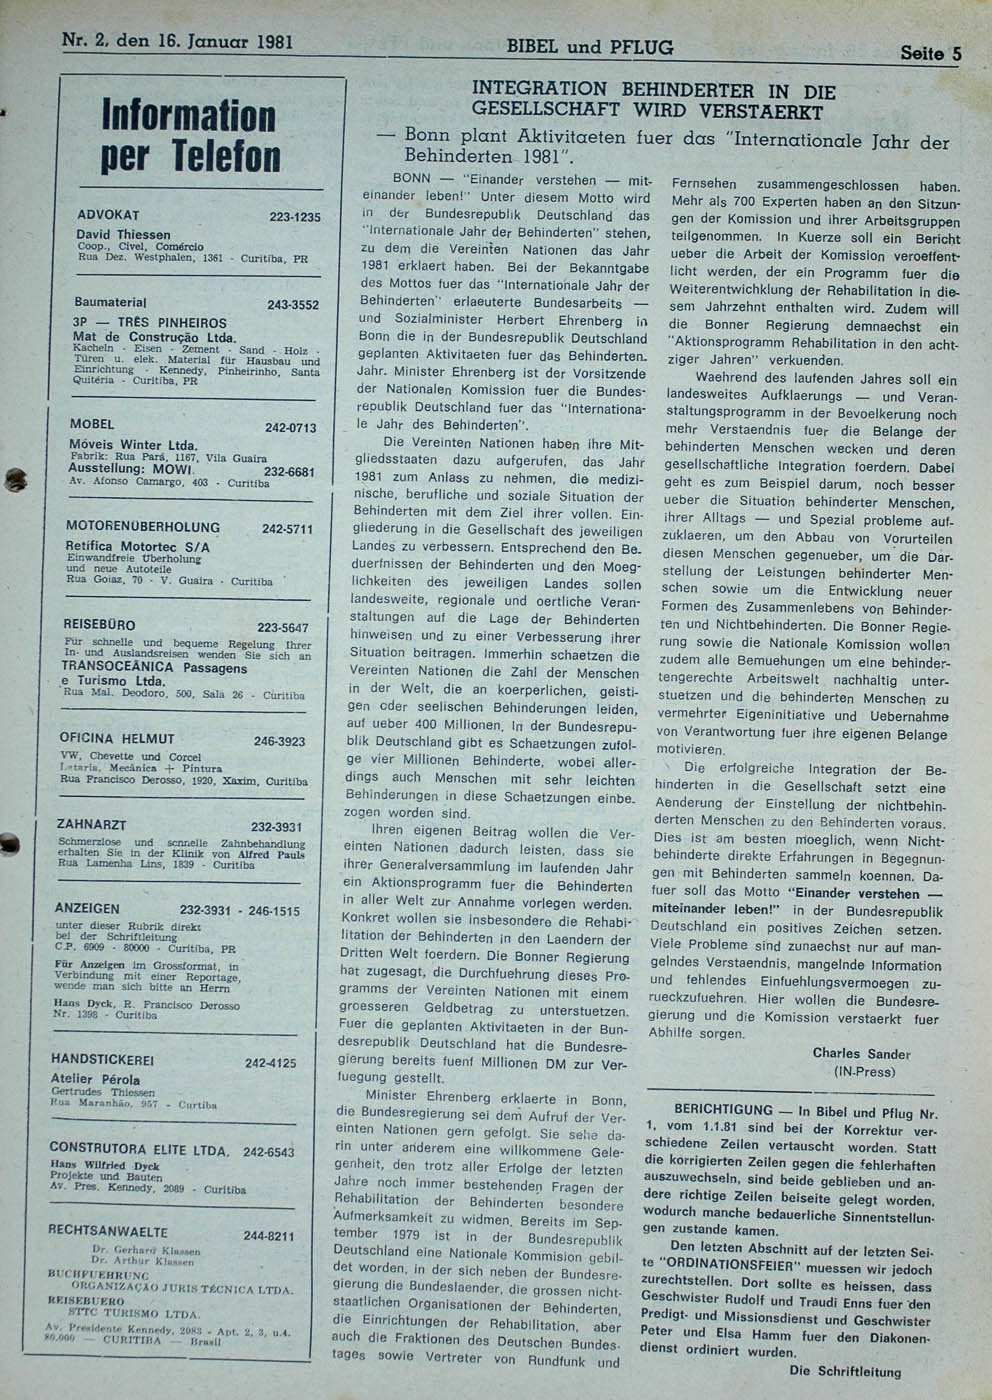 Nr. 2, den 16. Januar 1981
BIBEL und PFLUG
Seite 5
Information
per Telefon
ADVOKAT 223-1235
David Thiessen
Coop., Civel, Comércio
Rua Dez. Westphalen, 1361 - Curitiba, PR
Baumaterial 243-3552
3P — TRÊS PINHEIROS
Mat de Construção Ltda.
Kacheln - Eisen - Zement - Sand - Holz -
Türen u. elek. Material für Hausbau und
Einrichtung - Kennedy, Pinheirinho, Santa
Quitéria - Curitiba, PR
MOBEL 242-0713
Móveis Winter Ltda.
Fabrik: Rua Pará, 1167, Vila Guaira
Ausstellung: MOWI. 232-6681
Av. Afonso Camargo, 403 - Curitiba
MOTORENÜBERHOLUNG 242-5711
Retifica Motortec S/A
Einwandfreie Überholung
und neue Autoteile
Rua Goiaz, 70 - V. Guaira - Curitiba
REISEBÜRO 223-5647
Für schnelle und bequeme Regelung Ihrer
In- und Auslandsreisen wenden Sie sich an
TRANSOCEÂNICA Passagens
e Turismo Ltda.
Rua Mal. Deodoro, 500, Sala 26 - Curitiba
OFICINA HELMUT 246-3923
VW, Chevette und Corcel
Lataria, Mecânica + Pintura
Rua Francisco Derosso, 1920, Xaxim, Curitiba
ZAHNARZT 232-3931
Schmerzlose und schnelle Zahnbehandlung
erhalten Sie in der Klinik von Alfred Pauls
Rua Lamenha Lins, 1839 - Curitiba
ANZEIGEN 232-3931 - 246-1515
unter dieser Rubrik direkt
bei der Schriftleitung
C.P. 6909 - 80000 - Curitiba, PR
Für Anzeigen im Grossformat, in
Verbindung mit einer Reportage,
wende man sich bitte an Herrn
Hans Dyck, R. Francisco Derosso
Nr. 1398 - Curitiba
HANDSTICKEREI 242-4125
Atelier Pérola
Gertrudes Thiessen
Rua Maranhão, 957 - Curtiba
CONSTRUTORA ELITE LTDA. 242-6543
Hans Wilfried Dyck
Projekte und Bauten
Av. Pres. Kennedy, 2089 - Curitiba
RECHTSANWAELTE 244-8211
Dr. Gerhard Klassen
Dr. Arthur Klassen
BUCHFUEHRUNG
ORGANIZAÇÃO JURIS TÉCNICA LTDA.
REISEBUERO
STTC TURISMO LTDA.
Av. Presidente Kennedy, 2083 - Apt. 2, 3, u.4.
80.000 — CURITIBA — Brasil
INTEGRATION BEHINDERTER IN DIE
GESELLSCHAFT WIRD VERSTAERKT
— Bonn plant Aktivitaeten fuer das "Internationale Jahr der
Behinderten 1981".
BONN — "Einander verstehen — mit-
einander leben!" Unter diesem Motto wird
in der Bundesrepublik Deutschland das
"Internationale Jahr der Behinderten" stehen,
zu dem die Vereinten Nationen das Jahr
1981 erklaert haben. Bei der Bekanntgabe
des Mottos fuer das "Internationale Jahr der
Behinderten" erlaeuterte Bundesarbeits —
und Sozialminister Herbert Ehrenberg in
Bonn die in der Bundesrepublik Deutschland
geplanten Aktivitaeten fuer das Behinderten.
Jahr. Minister Ehrenberg ist der Vorsitzende
der Nationalen Komission fuer die Bundes-
republik Deutschland fuer das "Internationa-
le Jahr des Behinderten".
Die Vereinten Nationen haben ihre Mit-
gliedsstaaten dazu aufgerufen, das Jahr
1981 zum Anlass zu nehmen, die medizi-
nische, berufliche und soziale Situation der
Behinderten mit dem Ziel ihrer vollen. Ein-
gliederung in die Gesellschaft des jeweiligen
Landes zu verbessern. Entsprechend den Be-
duerfnissen der Behinderten und den Moeg-
lichkeiten des jeweiligen Landes sollen
landesweite, regionale und oertliche Veran-
staltungen auf die Lage der Behinderten
hinweisen und zu einer Verbesserung ihrer
Situation beitragen. Immerhin schaetzen die
Vereinten Nationen die Zahl der Menschen
in der Welt, die an koerperlichen, geisti-
gen oder seelischen Behinderungen leiden,
auf ueber 400 Millionen. In der Bundesrepu-
blik Deutschland gibt es Schaetzungen zufol-
ge vier Millionen Behinderte, wobei aller-
dings auch Menschen mit sehr leichten
Behinderungen in diese Schaetzungen einbe.
zogen worden sind.
Ihren eigenen Beitrag wollen die Ver-
einten Nationen dadurch leisten, dass sie
ihrer Generalversammlung im laufenden Jahr
ein Aktionsprogramm fuer die Behinderten
in aller Welt zur Annahme vorlegen werden.
Konkret wollen sie insbesondere die Rehabi-
litation der Behinderten in den Laendern der
Dritten Welt foerdern. Die Bonner Regierung
hat zugesagt, die Durchfuehrung dieses Pro-
gramms der Vereinten Nationen mit einem
groesseren Geldbetrag zu unterstuetzen.
Fuer die geplanten Aktivitaeten in der Bun-
desrepublik Deutschland hat die Bundesre-
gierung bereits fuenf Millionen DM zur Ver-
fuegung gestellt.
Minister Ehrenberg erklaerte in Bonn,
die Bundesregierung sei dem Aufruf der Ver-
einten Nationen gern gefolgt. Sie sehe da-
rin unter anderem eine willkommene Gele-
genheit, den trotz aller Erfolge der letzten
Jahre noch immer bestehenden Fragen der
Rehabilitation der Behinderten besondere
Aufmerksamkeit zu widmen. Bereits im Sep-
tember 1979 ist in der Bundesrepublik
Deutschland eine Nationale Kommision gebil-
det worden, in der sich neben der Bundesre-
gierung die Bundeslaender, die grossen nicht-
staatlichen Organisationen der Behinderten,
die Einrichtungen der Rehabilitation, aber
auch die Fraktionen des Deutschen Bundes-
tages sowie Vertreter von Rundfunk und
Fernsehen zusammengeschlossen haben.
Mehr als 700 Experten haben an den Sitzun-
gen der Komission und ihrer Arbeitsgruppen
teilgenommen. In Kuerze soll ein Bericht
ueber die Arbeit der Komission veroeffent-
licht werden, der ein Programm fuer die
Weiterentwicklung der Rehabilitation in die-
sem Jahrzehnt enthalten wird. Zudem will
die Bonner Regierung demnaechst ein
"Aktionsprogramm Rehabilitation in den acht-
ziger Jahren" verkuenden.
Waehrend des laufenden Jahres soll ein
landesweites Aufklaerungs — und Veran-
staltungsprogramm in der Bevoelkerung noch
mehr Verstaendnis fuer die Belange der
behinderten Menschen wecken und deren
gesellschaftliche Integration foerdern. Dabei
geht es zum Beispiel darum, noch besser
ueber die Situation behinderter Menschen,
ihrer Alltags — und Spezial probleme auf-
zuklaeren, um den Abbau von Vorurteilen
diesen Menschen gegenueber, um die Dar-
stellung der Leistungen behinderter Men-
schen sowie um die Entwicklung neuer
Formen des Zusammenlebens von Behinder-
ten und Nichtbehinderten. Die Bonner Regie-
rung sowie die Nationale Komission wollen
zudem alle Bemuehungen um eine behinder-
tengerechte Arbeitswelt nachhaltig unter-
stuetzen und die behinderten Menschen zu
vermehrter Eigeninitiative und Uebernahme
von Verantwortung fuer ihre eigenen Belange
motivieren.
Die erfolgreiche Integration der Be-
hinderten in die Gesellschaft setzt eine
Aenderung der Einstellung der nichtbehin-
derten Menschen zu den Behinderten voraus.
Dies ist am besten moeglich, wenn Nicht-
behinderte direkte Erfahrungen in Begegnun-
gen mit Behinderten sammeln koennen. Da-
fuer soll das Motto "Einander verstehen —
miteinander leben!" in der Bundesrepublik
Deutschland ein positives Zeichen setzen.
Viele Probleme sind zunaechst nur auf man-
gelndes Verstaendnis, mangelnde Information
und fehlendes Einfuehlungsvermoegen zu-
rueckzufuehren. Hier wollen die Bundesre-
gierung und die Komission verstaerkt fuer
Abhilfe sorgen.
Charles Sander
(IN-Press)
BERICHTIGUNG — In Bibel und Pflug Nr.
1, vom 1.1.81 sind bei der Korrektur ver-
schiedene Zeilen vertauscht worden. Statt
die korrigierten Zeilen gegen die fehlerhaften
auszuwechseln, sind beide geblieben und an-
dere richtige Zeilen beiseite gelegt worden,
wodurch manche bedauerliche Sinnentstellun-
gen zustande kamen.
Den letzten Abschnitt auf der letzten Sei-
te "ORDINATIONSFEIER" muessen wir jedoch
zurechtstellen. Dort sollte es heissen, dass
Geschwister Rudolf und Traudi Enns fuer den
Predigt- und Missionsdienst und Geschwister
Peter und Elsa Hamm fuer den Diakonen-
dienst ordiniert wurden.
Die Schriftleitung